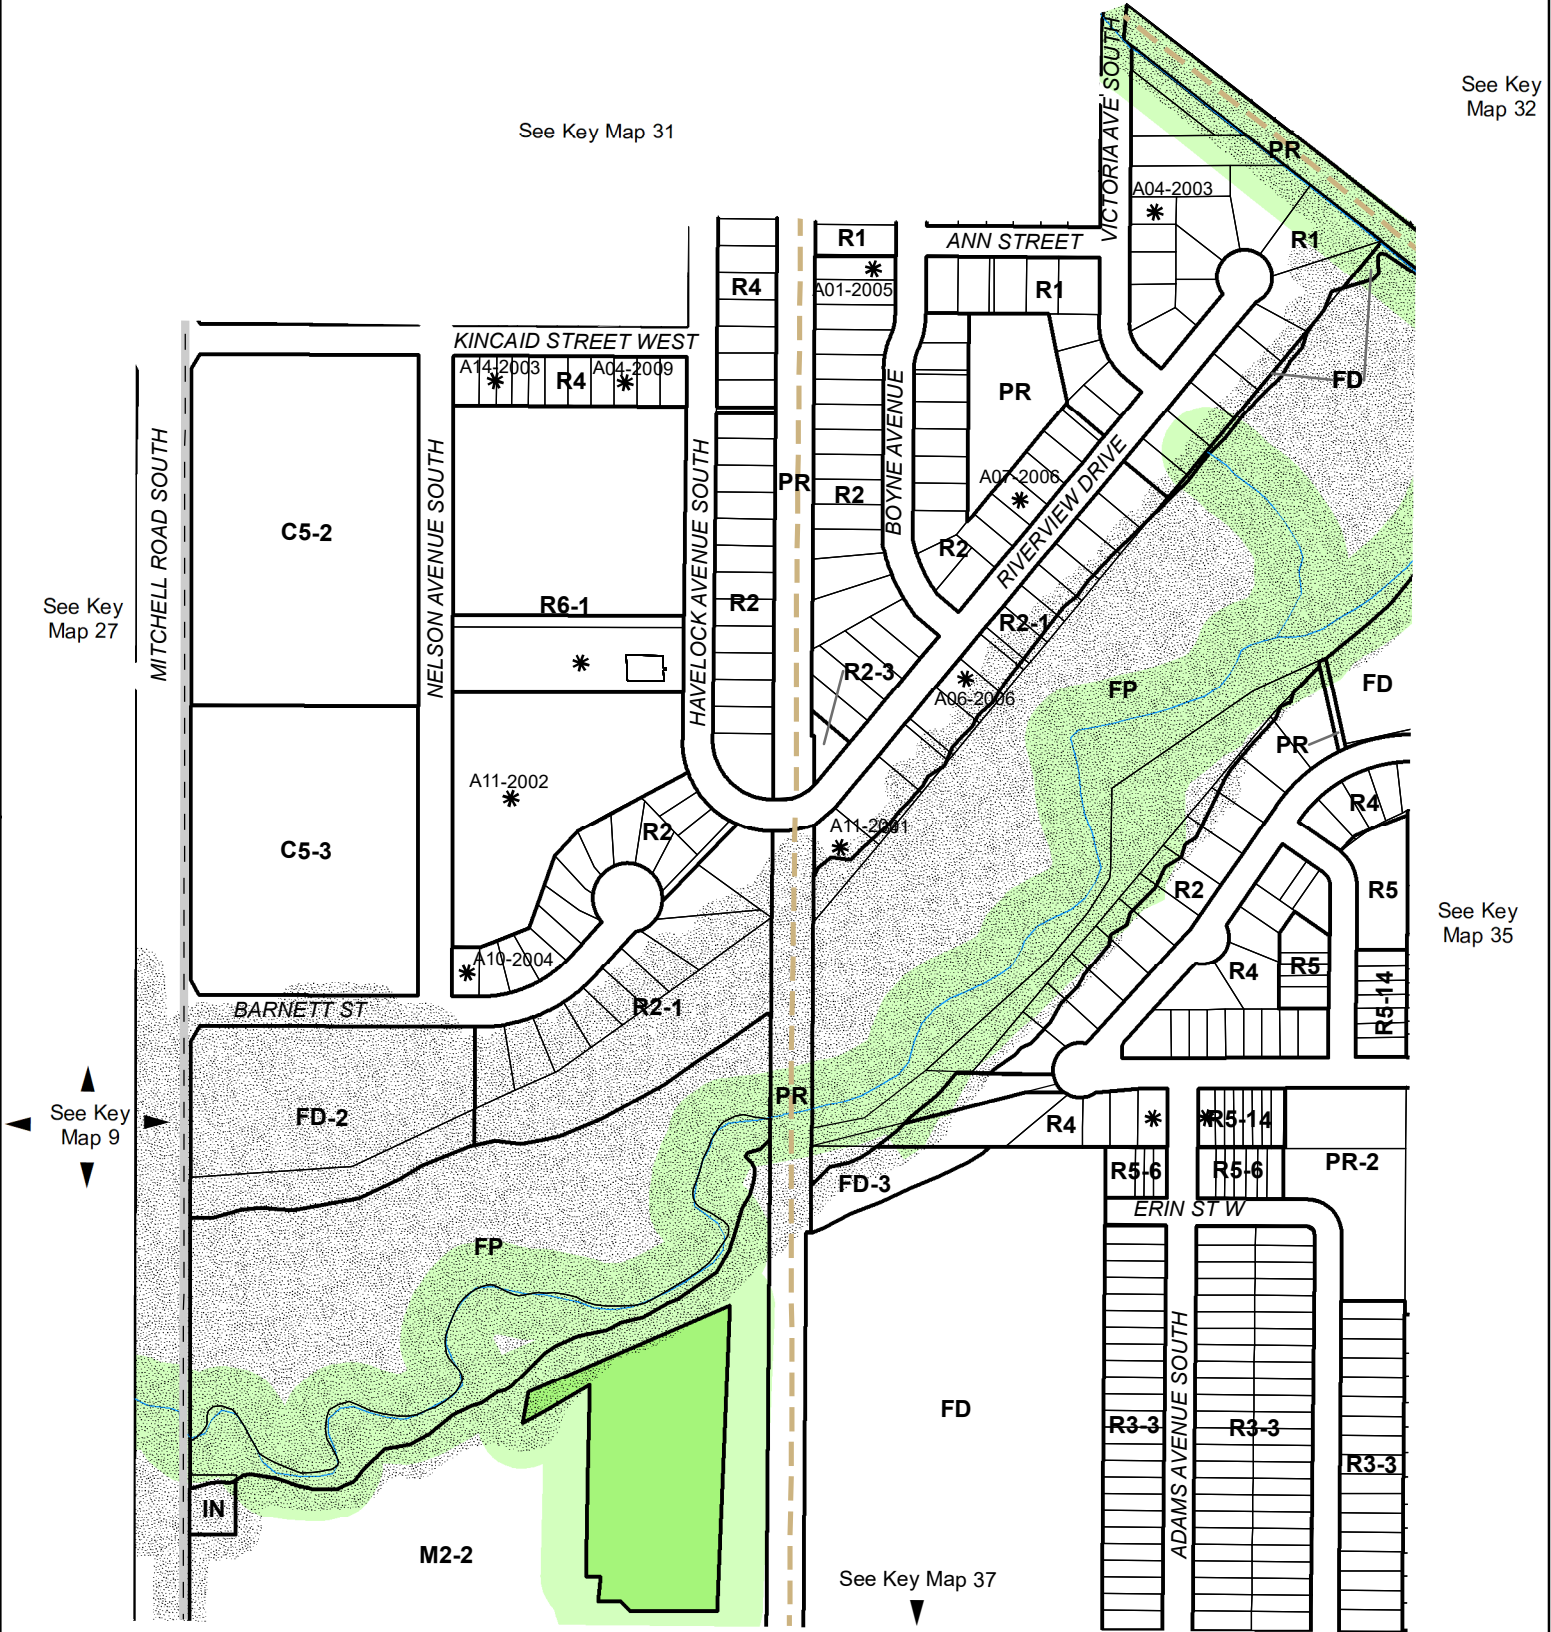 See Key
Map 32
See Key Map 31
VICTORIA AVE SOUTH
PR
A04-2003
R1
ANN STREET
R1
R4
A01-2005
R1
KINCAID STREET WEST
A14-2003
R4
A04-2009
FD
PR
BOYNE AVENUE
MITCHELL ROAD SOUTH
NELSON AVENUE SOUTH
HAVELOCK AVENUE SOUTH
RIVERVIEW DRIVE
A07-2006
PR
R2
C5-2
R2
See Key
Map 27
R6-1
R2
R2-1
R2-3
A06-2006
FP
FD
PR
A11-2002
R4
R2
A11-2001
C5-3
R2
R5
See Key
Map 35
A10-2004
R4
R5
R5-14
BARNETT ST
R2-1
See Key
Map 9
FD-2
PR
R4
R5-14
R5-6
R5-6
PR-2
FD-3
ERIN ST W
FP
ADAMS AVENUE SOUTH
FD
R3-3
R3-3
R3-3
IN
M2-2
See Key Map 37